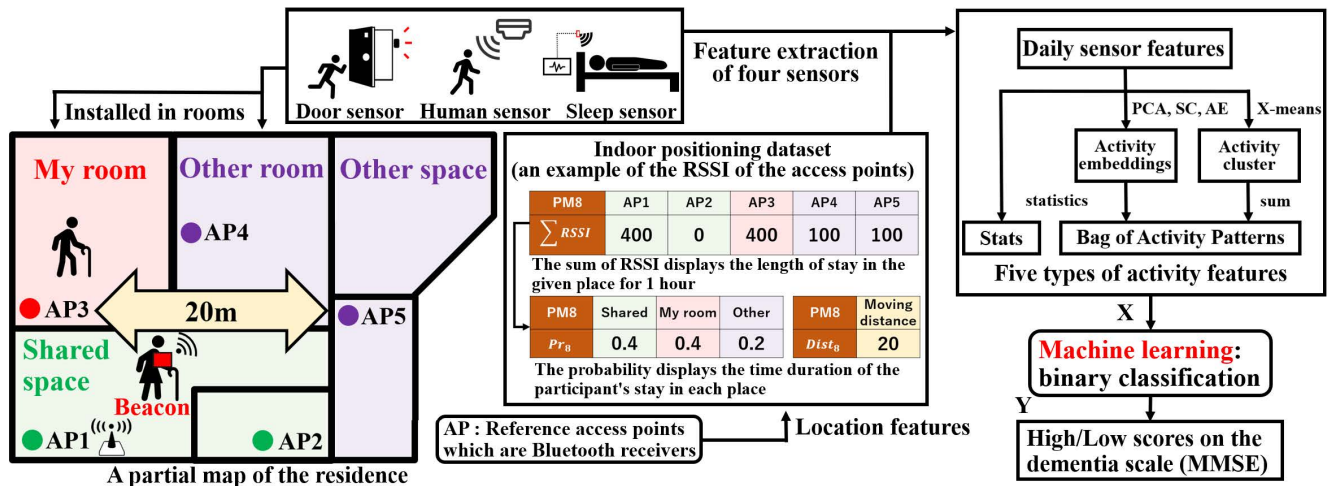 Door sensor
Human sensor
Sleep sensor
Installed in rooms
Feature extraction
of four sensors
My room
Other room
Other space
AP4
AP3
20m
AP5
Shared
space
Beacon
AP1
AP2
A partial map of the residence
Indoor positioning dataset
(an example of the RSSI of the access points)
PM8 AP1 AP2 AP3 AP4 AP5
∑ RSSI 400 0 400 100 100
The sum of RSSI displays the length of stay in the
given place for 1 hour
PM8 Shared My room Other
Pr₈ 0.4 0.4 0.2
PM8 Moving
distance
Dist₈ 20
The probability displays the time duration of the
participant's stay in each place
AP : Reference access points
which are Bluetooth receivers
Location features
Daily sensor features
PCA, SC, AE
X-means
Activity
embeddings
Activity
cluster
statistics
sum
Stats
Bag of Activity Patterns
Five types of activity features
X
Machine learning:
binary classification
Y
High/Low scores on the
dementia scale (MMSE)